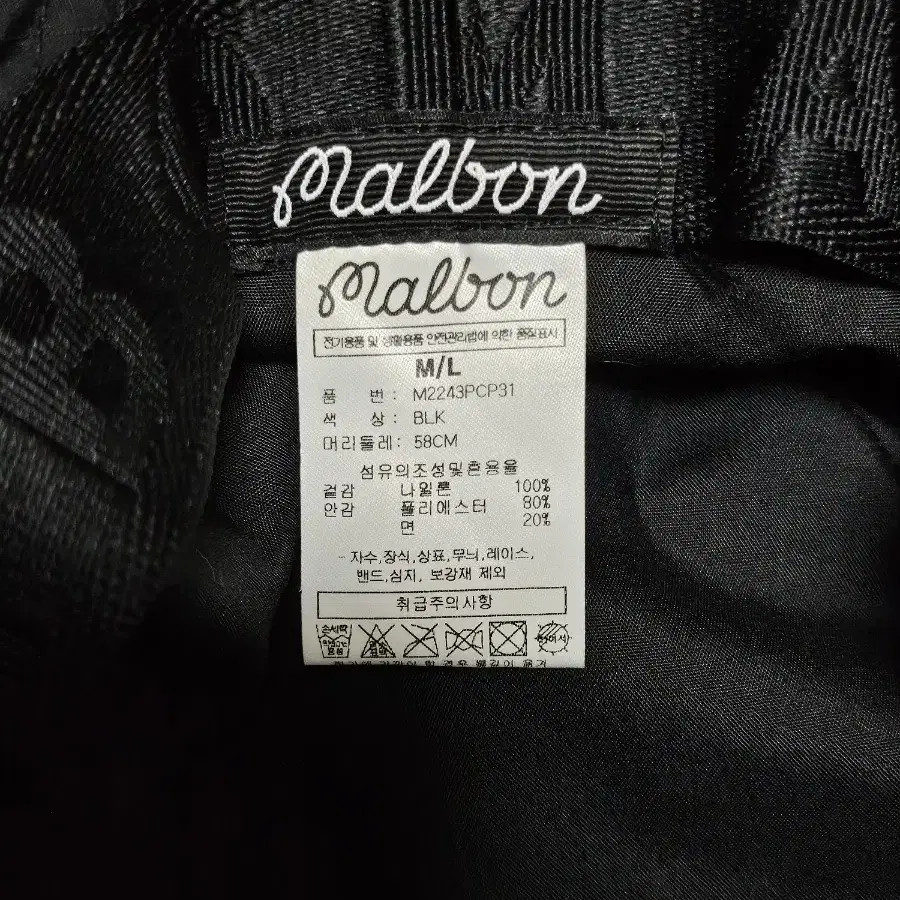 malbon
malbon
전기용품 및 생활용품 안전관리법에 의한 품질표시
M/L
품 번 : M2243PCP31
색 상 : BLK
머리둘레: 58CM
섬유의조성및혼용율
겉감 나일론 100%
안감 폴리에스터 80%
면 20%
- 자수,장식,상표,무늬,레이스,
밴드,심지, 보강재 제외
취급주의사항
손세탁